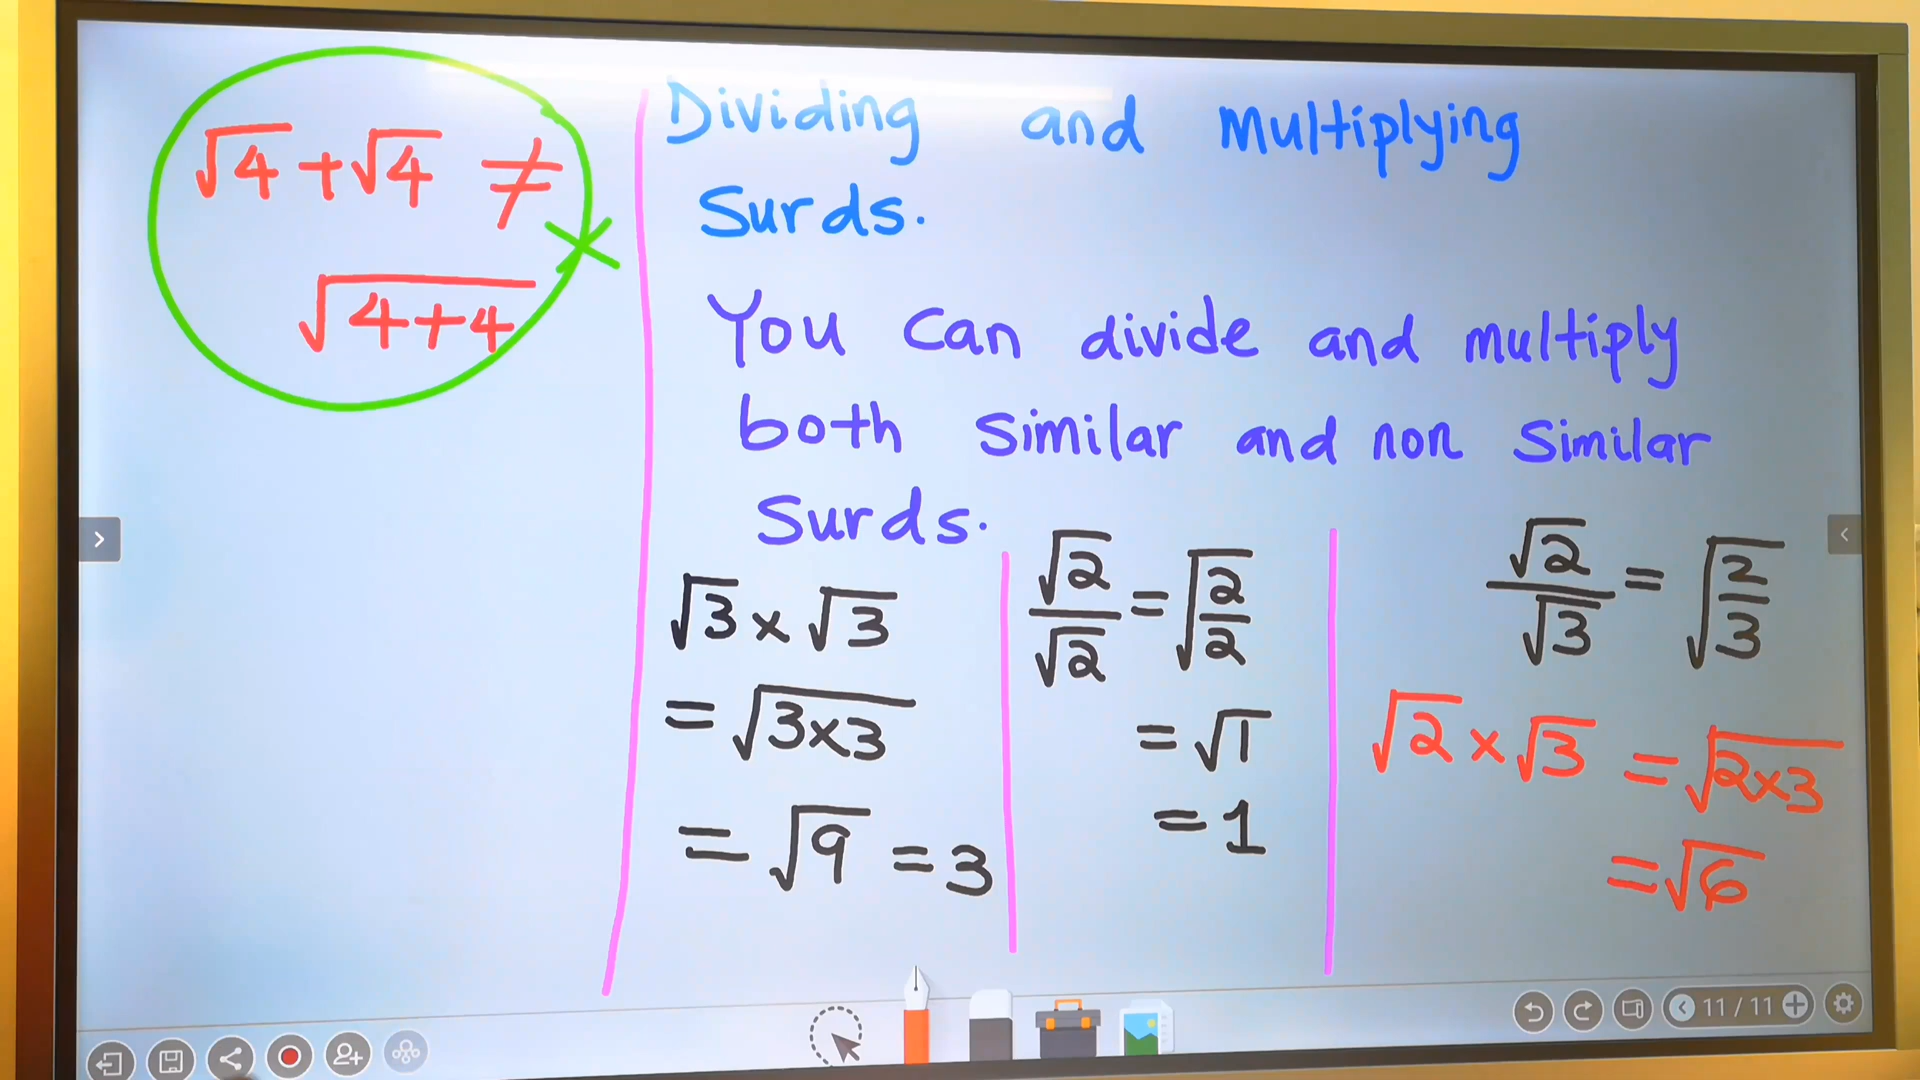 √4 + √4 ≠
√(4+4)
Dividing and multiplying
Surds.
You can divide and multiply
both similar and non similar
Surds.
√3 × √3
= √(3×3)
= √9 = 3
√2/√2 = √(2/2)
= √1
= 1
√2/√3 = √(2/3)
√2 × √3 = √(2×3)
= √6
11 / 11